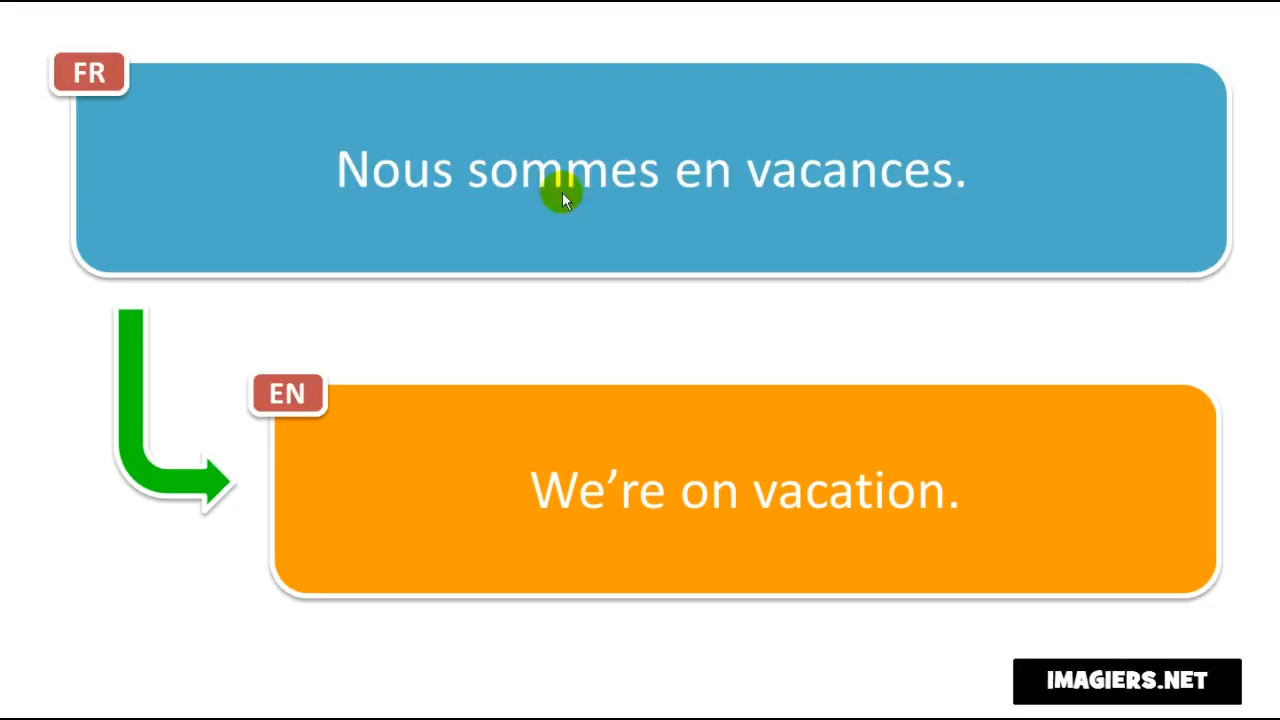 FR
Nous sommes en vacances.
EN
We’re on vacation.
IMAGIERS.NET